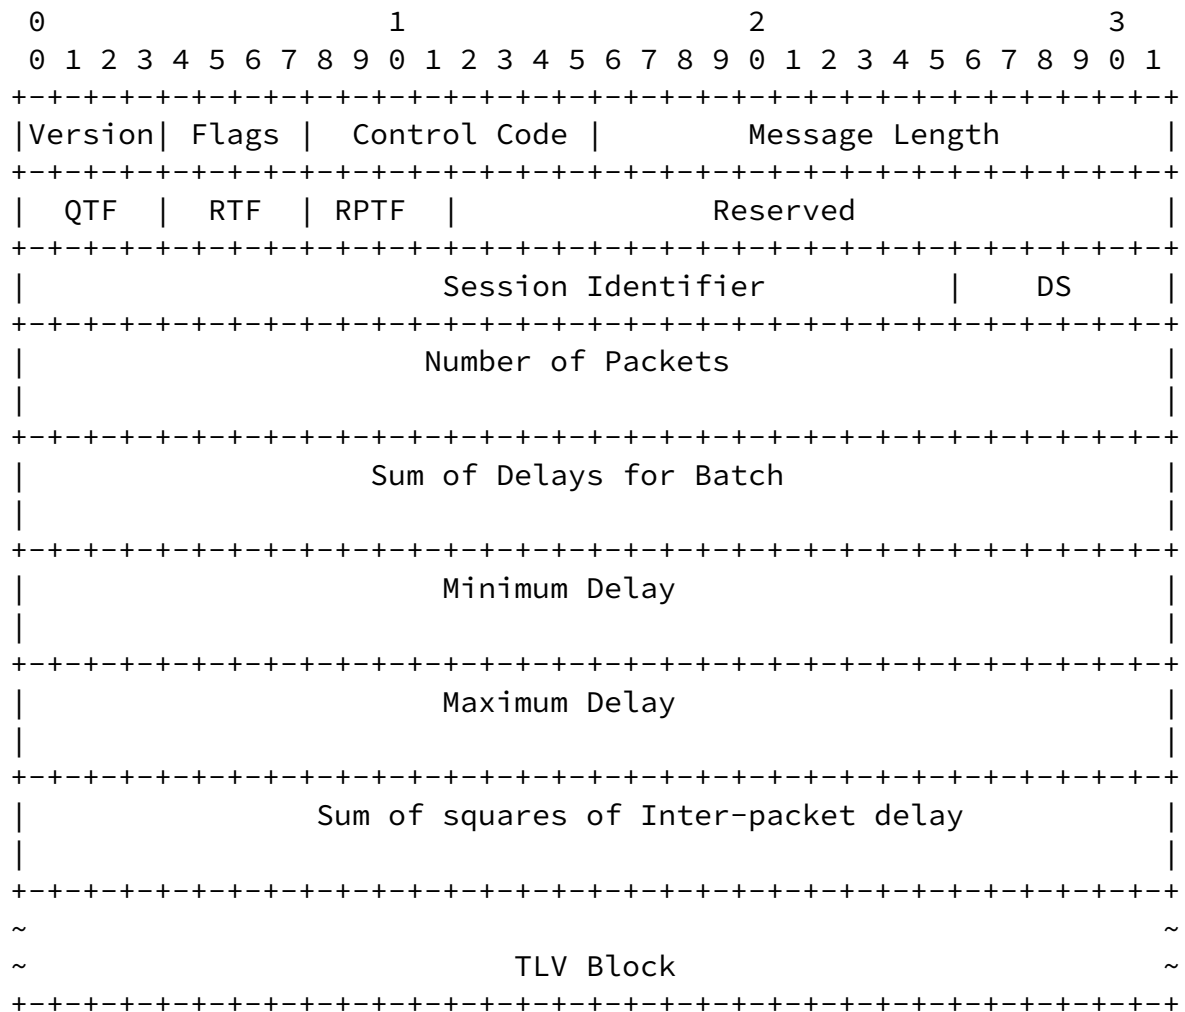 0                   1                   2                   3
 0 1 2 3 4 5 6 7 8 9 0 1 2 3 4 5 6 7 8 9 0 1 2 3 4 5 6 7 8 9 0 1
+-+-+-+-+-+-+-+-+-+-+-+-+-+-+-+-+-+-+-+-+-+-+-+-+-+-+-+-+-+-+-+-+
|Version| Flags |  Control Code |        Message Length         |
+-+-+-+-+-+-+-+-+-+-+-+-+-+-+-+-+-+-+-+-+-+-+-+-+-+-+-+-+-+-+-+-+
|  QTF  |  RTF  | RPTF  |              Reserved                 |
+-+-+-+-+-+-+-+-+-+-+-+-+-+-+-+-+-+-+-+-+-+-+-+-+-+-+-+-+-+-+-+-+
|                       Session Identifier          |    DS     |
+-+-+-+-+-+-+-+-+-+-+-+-+-+-+-+-+-+-+-+-+-+-+-+-+-+-+-+-+-+-+-+-+
|                      Number of Packets                        |
|                                                               |
+-+-+-+-+-+-+-+-+-+-+-+-+-+-+-+-+-+-+-+-+-+-+-+-+-+-+-+-+-+-+-+-+
|                   Sum of Delays for Batch                     |
|                                                               |
+-+-+-+-+-+-+-+-+-+-+-+-+-+-+-+-+-+-+-+-+-+-+-+-+-+-+-+-+-+-+-+-+
|                       Minimum Delay                           |
|                                                               |
+-+-+-+-+-+-+-+-+-+-+-+-+-+-+-+-+-+-+-+-+-+-+-+-+-+-+-+-+-+-+-+-+
|                       Maximum Delay                           |
|                                                               |
+-+-+-+-+-+-+-+-+-+-+-+-+-+-+-+-+-+-+-+-+-+-+-+-+-+-+-+-+-+-+-+-+
|                Sum of squares of Inter-packet delay           |
|                                                               |
+-+-+-+-+-+-+-+-+-+-+-+-+-+-+-+-+-+-+-+-+-+-+-+-+-+-+-+-+-+-+-+-+
~                                                               ~
~                           TLV Block                           ~
+-+-+-+-+-+-+-+-+-+-+-+-+-+-+-+-+-+-+-+-+-+-+-+-+-+-+-+-+-+-+-+-+